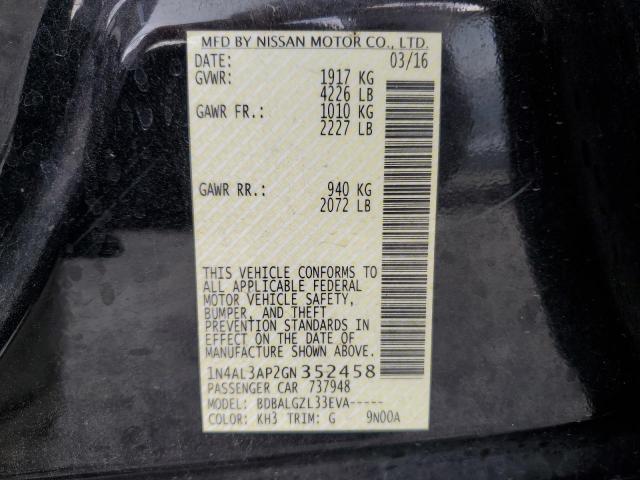 MFD BY NISSAN MOTOR CO., LTD.
DATE: 03/16
GVWR: 1917 KG
4226 LB
GAWR FR.: 1010 KG
2227 LB
GAWR RR.: 940 KG
2072 LB
THIS VEHICLE CONFORMS TO
ALL APPLICABLE FEDERAL
MOTOR VEHICLE SAFETY,
BUMPER, AND THEFT
PREVENTION STANDARDS IN
EFFECT ON THE DATE OF
MANUFACTURE SHOWN ABOVE.
1N4AL3AP2GN352458
PASSENGER CAR 737948
MODEL: BDBALGZL33EVA-----
COLOR: KH3 TRIM: G 9N00A